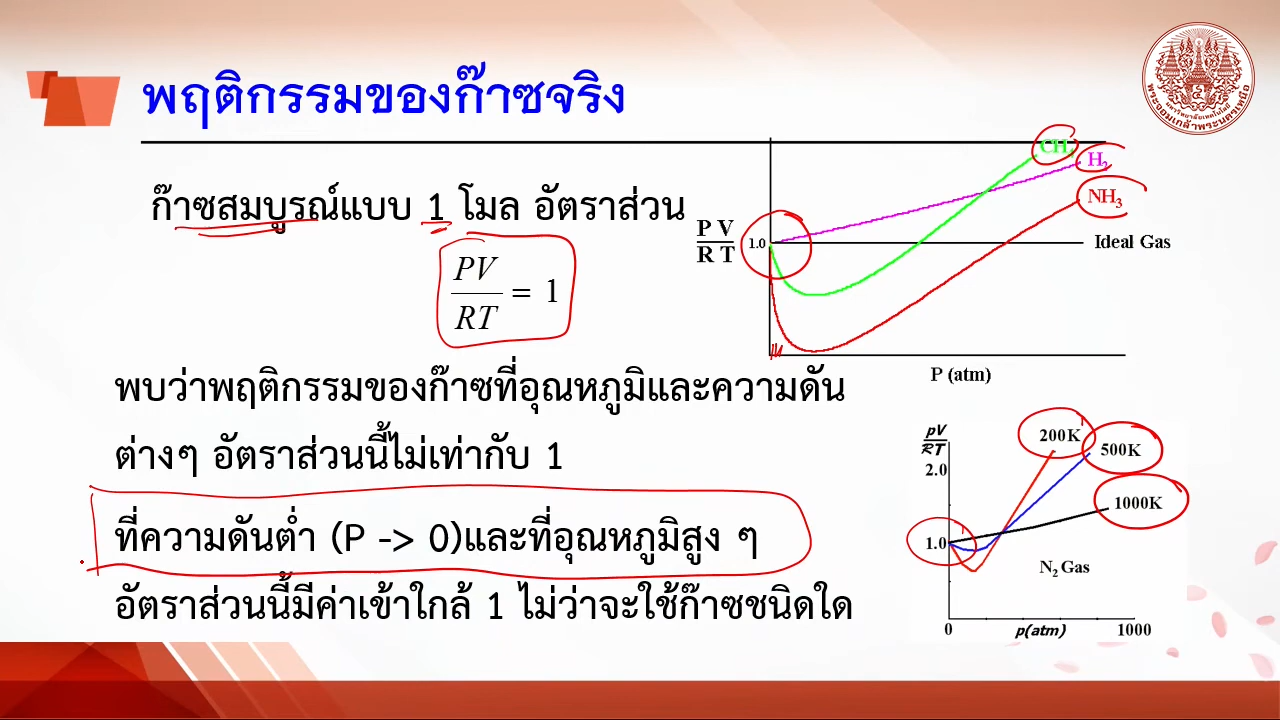 พฤติกรรมของก๊าซจริง
ก๊าซสมบูรณ์แบบ 1 โมล อัตราส่วน
PV
RT = 1
พบว่าพฤติกรรมของก๊าซที่อุณหภูมิและความดัน
ต่างๆ อัตราส่วนนี้ไม่เท่ากับ 1
ที่ความดันต่ำ (P -> 0)และที่อุณหภูมิสูง ๆ
อัตราส่วนนี้มีค่าเข้าใกล้ 1 ไม่ว่าจะใช้ก๊าซชนิดใด
CH
H₂
NH₃
P V
R T
1.0
Ideal Gas
P (atm)
pV
RT
200K
500K
2.0
1000K
1.0
N₂ Gas
0
p(atm)
1000